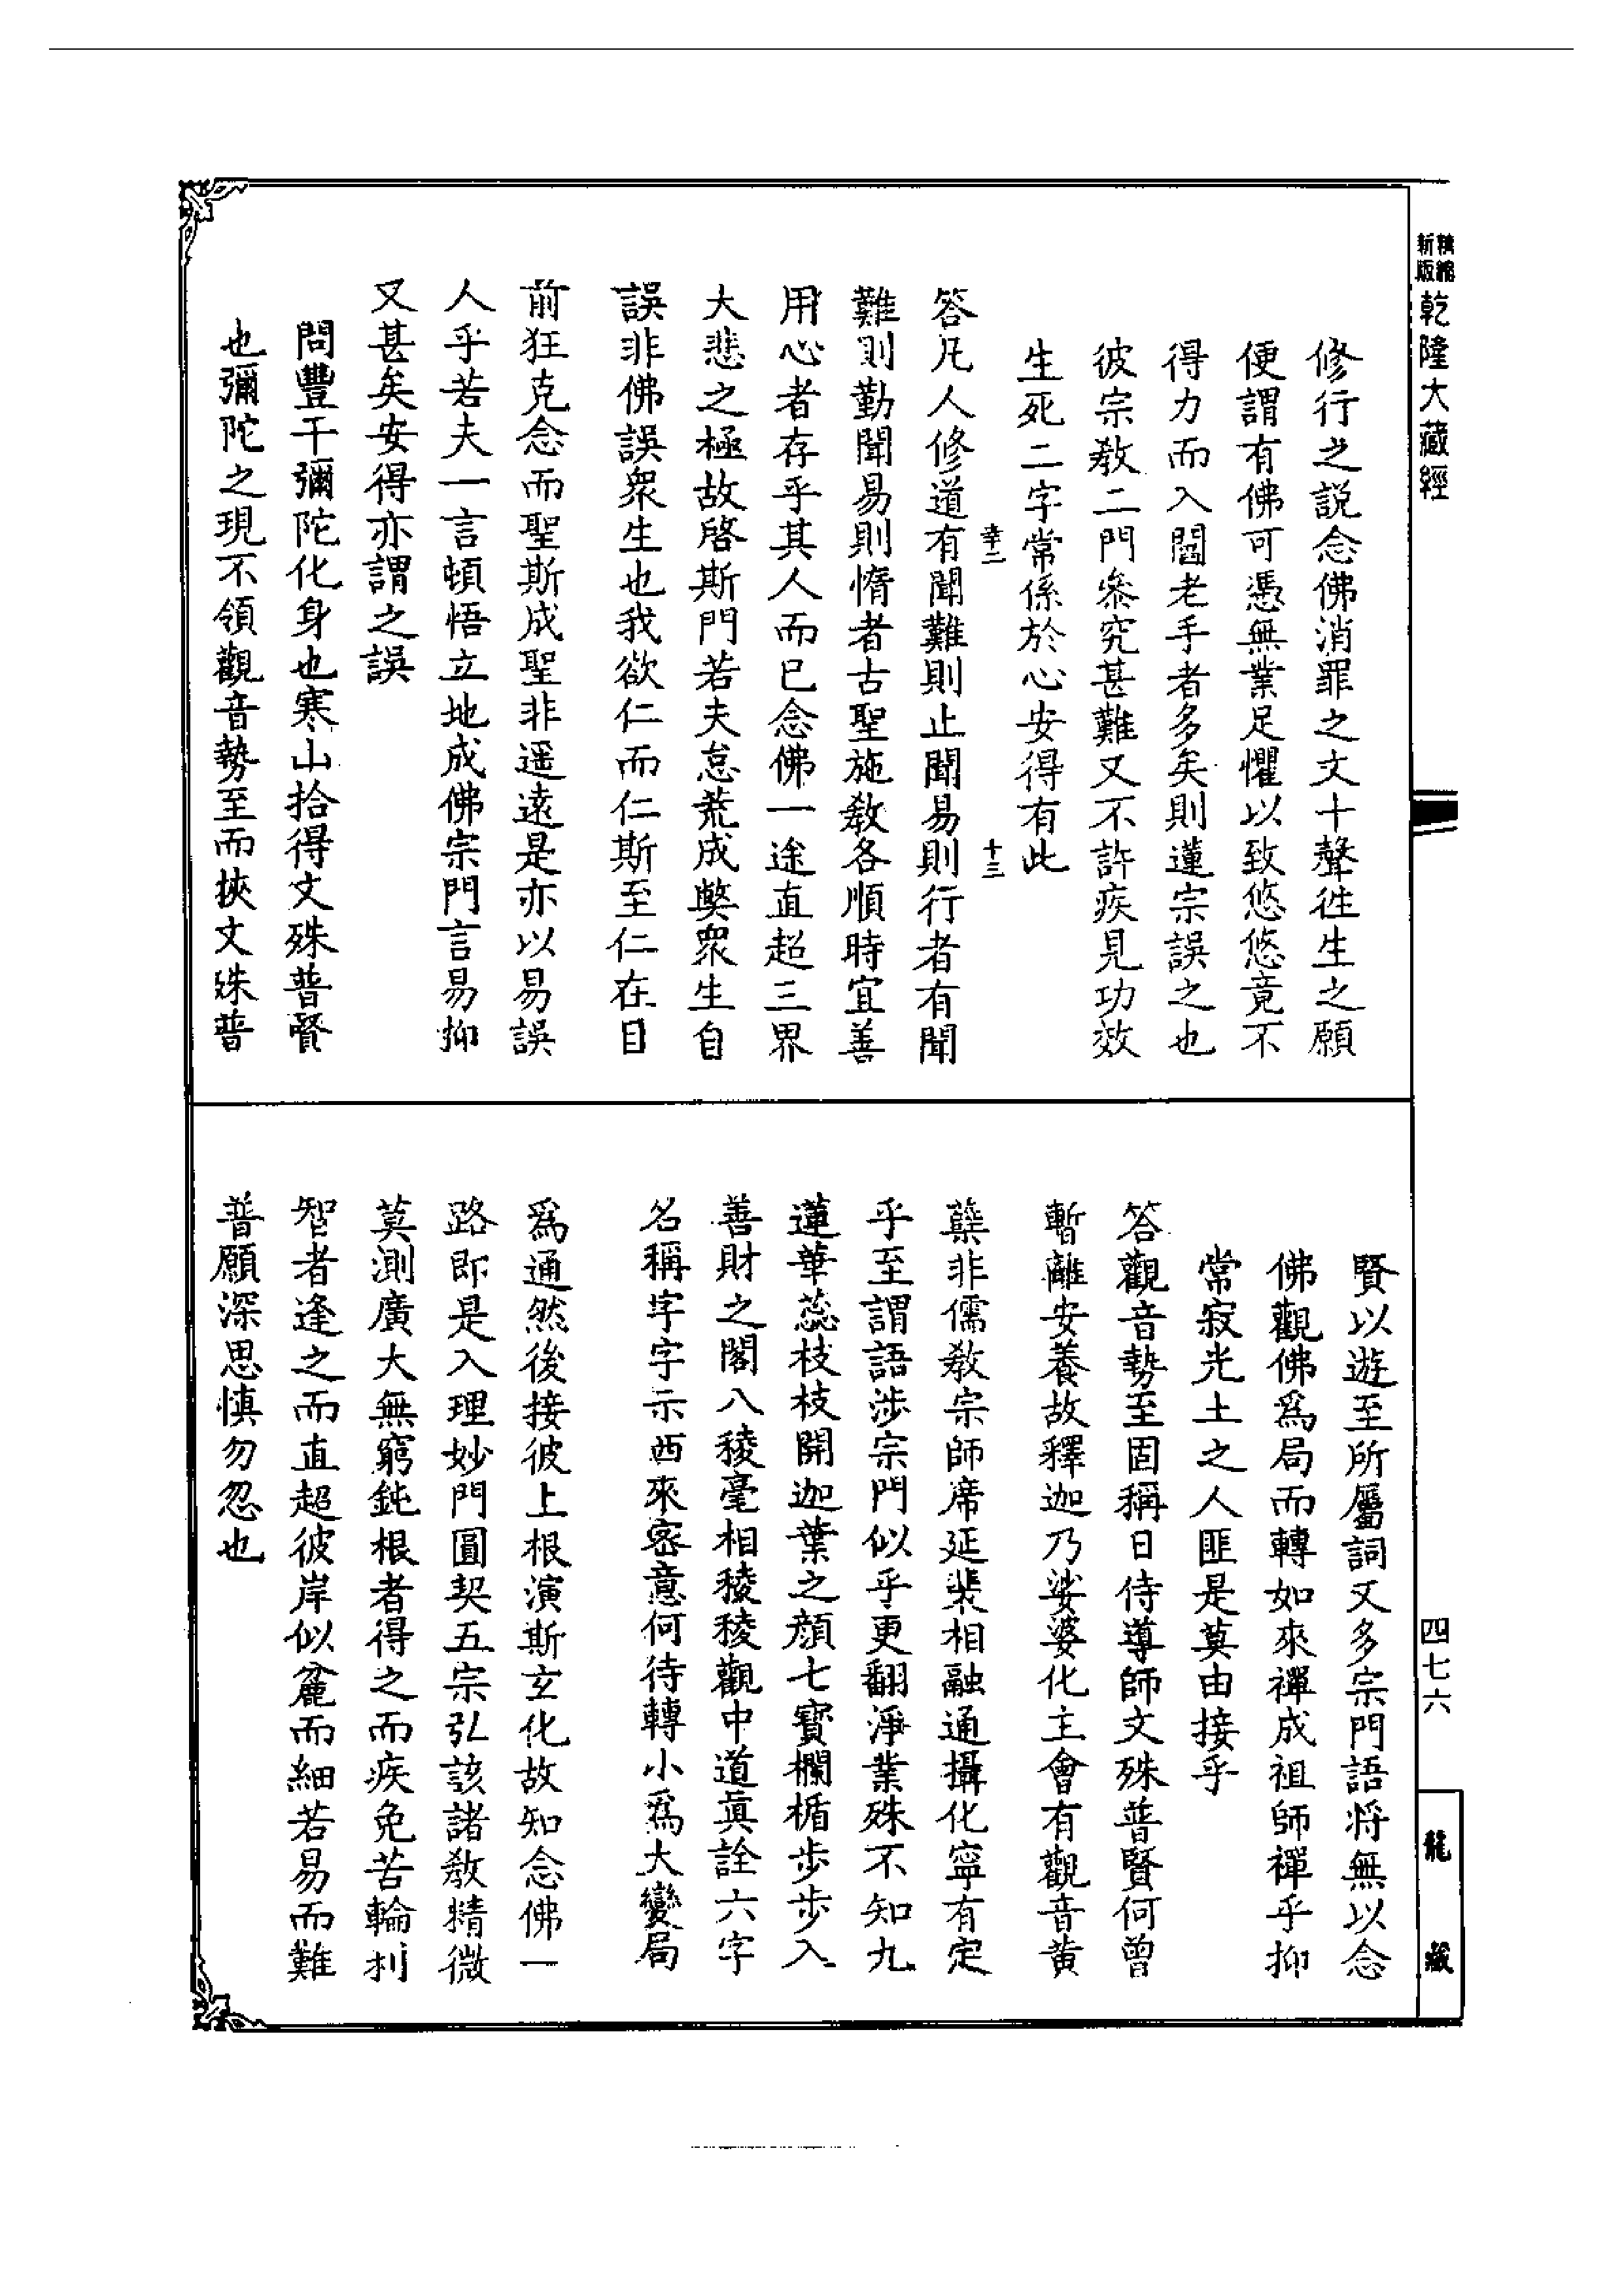 精縮
新版
乾隆大藏經
修行之說念佛消罪之文十聲徃生之願
便謂有佛可憑無業足懼以致悠悠竟不
得力而入閻老手者多矣則蓮宗誤之也
彼宗敎二門叅究甚難又不許疾見功效
生死二字常係於心安得有此
幸二
十三
答凡人修道有聞難則止聞易則行者有聞
難則勤聞易則惰者古聖施敎各順時宜善
用心者存乎其人而已念佛一途直超三界
大悲之極故啓斯門若夫怠荒成獘衆生自
誤非佛誤衆生也我欲仁而仁斯至仁在目
前狂克念而聖斯成聖非遥遠是亦以易誤
人乎若夫一言頓悟立地成佛宗門言易抑
又甚矣安得亦謂之誤
問豐干彌陀化身也寒山拾得文殊普賢
也彌陀之現不領觀音勢至而挾文殊普
賢以遊至所屬詞又多宗門語将無以念
佛觀佛爲局而轉如來禪成祖師禪乎抑
常寂光土之人匪是莫由接乎
答觀音勢至固稱日侍導師文殊普賢何曾
暫離安養故釋迦乃娑婆化主會有觀音黄
蘖非儒敎宗師席延裴相融通攝化寧有定
乎至謂語涉宗門似乎更翻淨業殊不知九
蓮華蕊枝枝開迦葉之顏七寳欄楯步步入
善財之閣八稜毫相稜稜觀中道眞詮六字
名稱字字示西來密意何待轉小爲大變局
爲通然後接彼上根演斯玄化故知念佛一
路即是入理妙門圓契五宗弘該諸敎精微
莫測廣大無窮鈍根者得之而疾免苦輪利
智者逢之而直超彼岸似麄而細若易而難
普願深思慎勿忽也
四七六
龍
藏